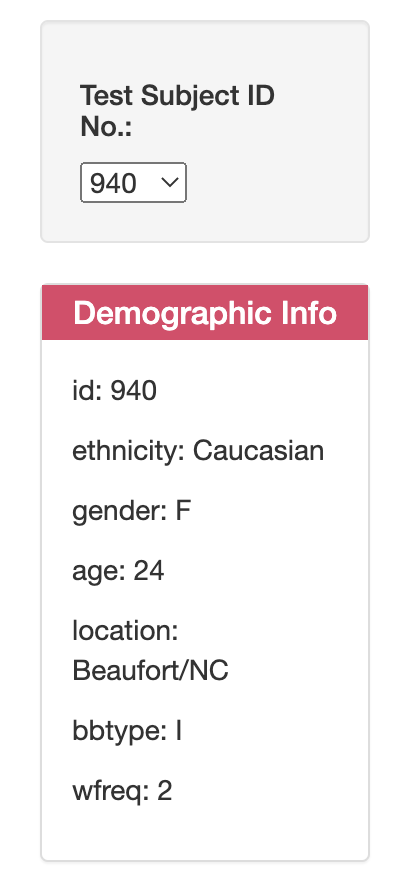 Test Subject ID
No.:
940
Demographic Info
id: 940
ethnicity: Caucasian
gender: F
age: 24
location:
Beaufort/NC
bbtype: I
wfreq: 2